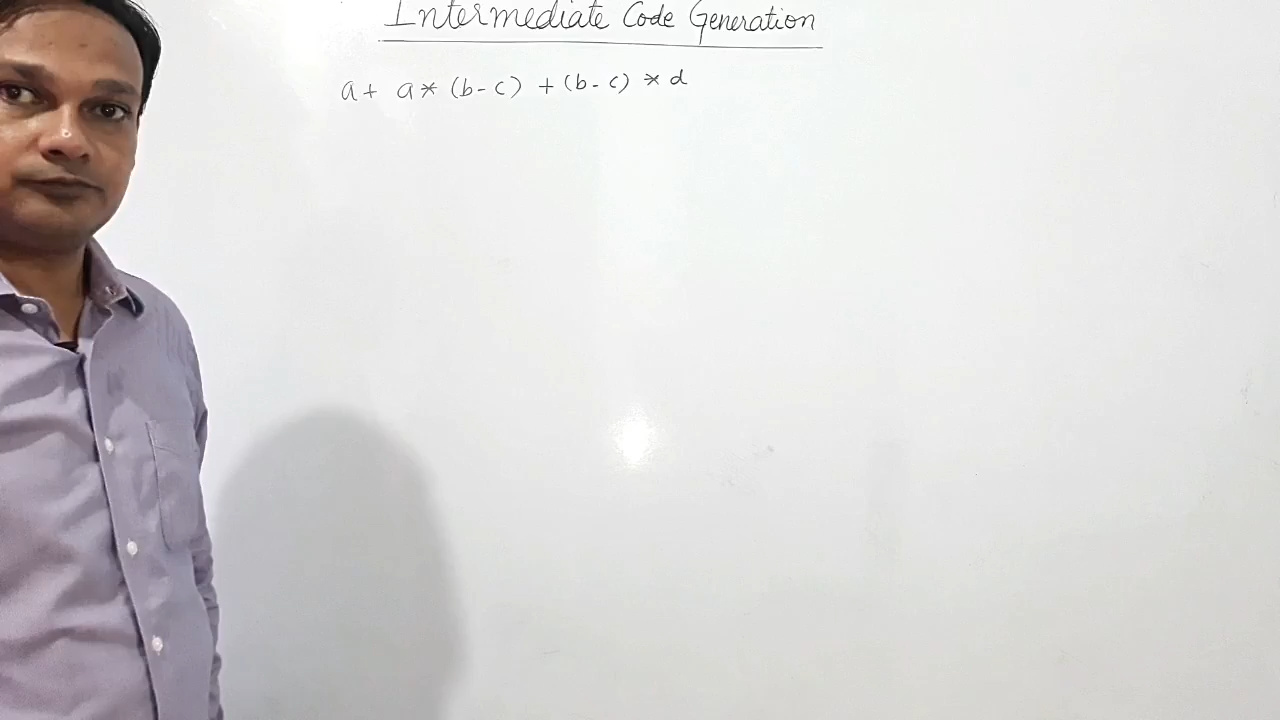 Intermediate Code Generation
a + a * (b - c) + (b - c) * d